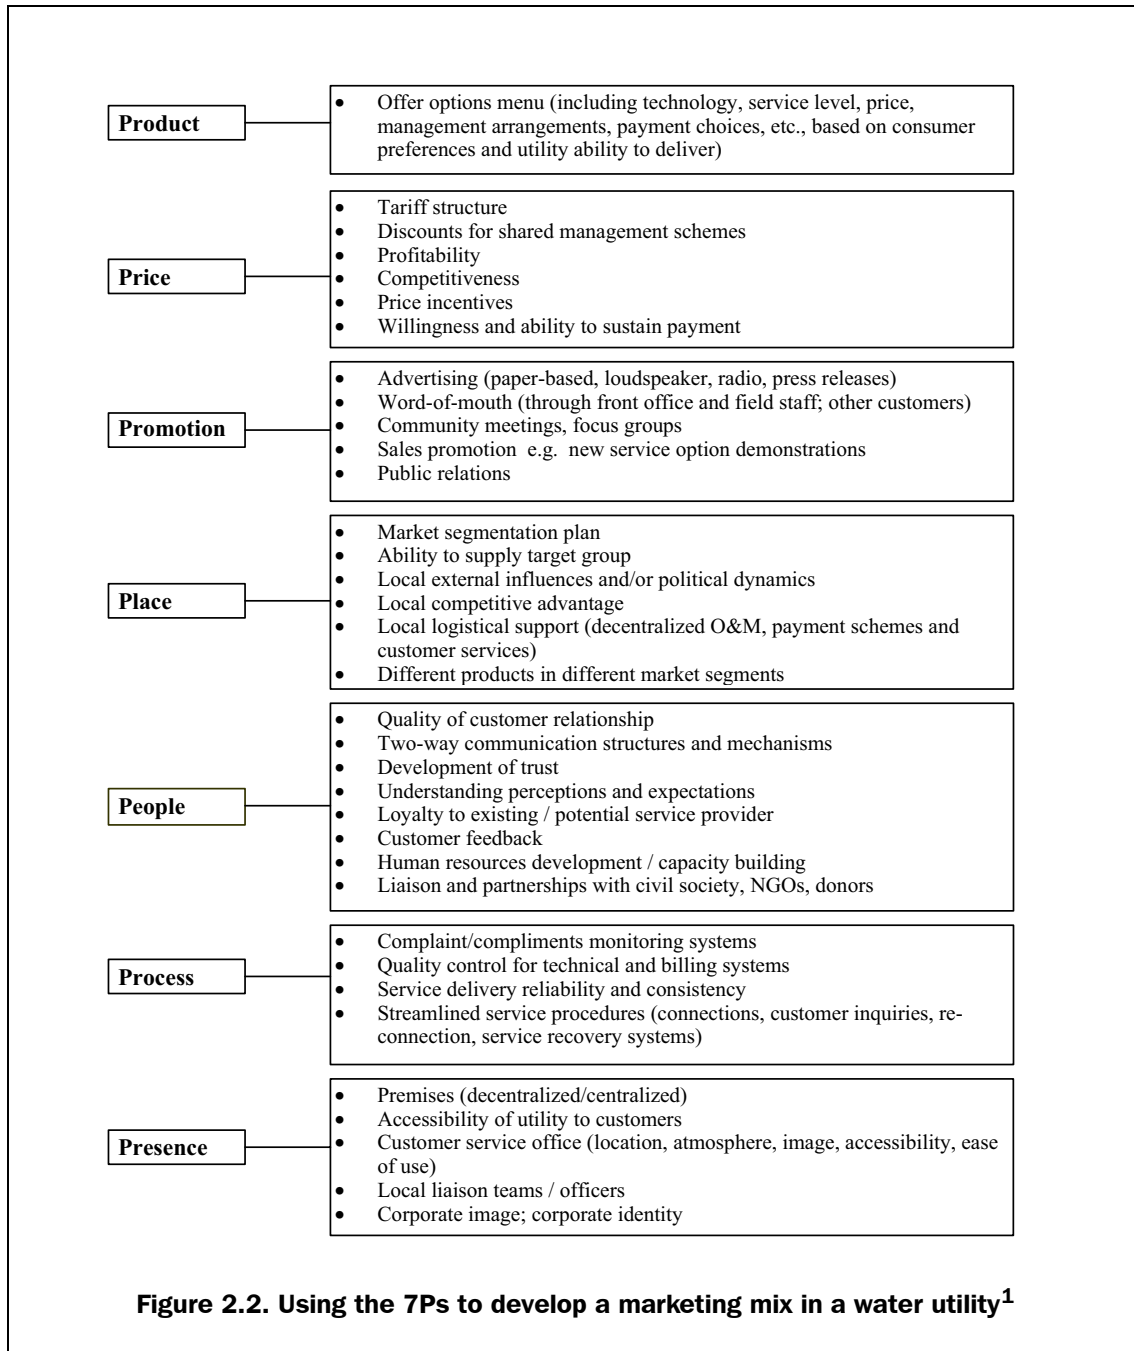 Product
• Offer options menu (including technology, service level, price,
management arrangements, payment choices, etc., based on consumer
preferences and utility ability to deliver)
Price
• Tariff structure
• Discounts for shared management schemes
• Profitability
• Competitiveness
• Price incentives
• Willingness and ability to sustain payment
Promotion
• Advertising (paper-based, loudspeaker, radio, press releases)
• Word-of-mouth (through front office and field staff; other customers)
• Community meetings, focus groups
• Sales promotion  e.g.  new service option demonstrations
• Public relations
Place
• Market segmentation plan
• Ability to supply target group
• Local external influences and/or political dynamics
• Local competitive advantage
• Local logistical support (decentralized O&M, payment schemes and
customer services)
• Different products in different market segments
People
• Quality of customer relationship
• Two-way communication structures and mechanisms
• Development of trust
• Understanding perceptions and expectations
• Loyalty to existing / potential service provider
• Customer feedback
• Human resources development / capacity building
• Liaison and partnerships with civil society, NGOs, donors
Process
• Complaint/compliments monitoring systems
• Quality control for technical and billing systems
• Service delivery reliability and consistency
• Streamlined service procedures (connections, customer inquiries, re-
connection, service recovery systems)
Presence
• Premises (decentralized/centralized)
• Accessibility of utility to customers
• Customer service office (location, atmosphere, image, accessibility, ease
of use)
• Local liaison teams / officers
• Corporate image; corporate identity
Figure 2.2. Using the 7Ps to develop a marketing mix in a water utility1